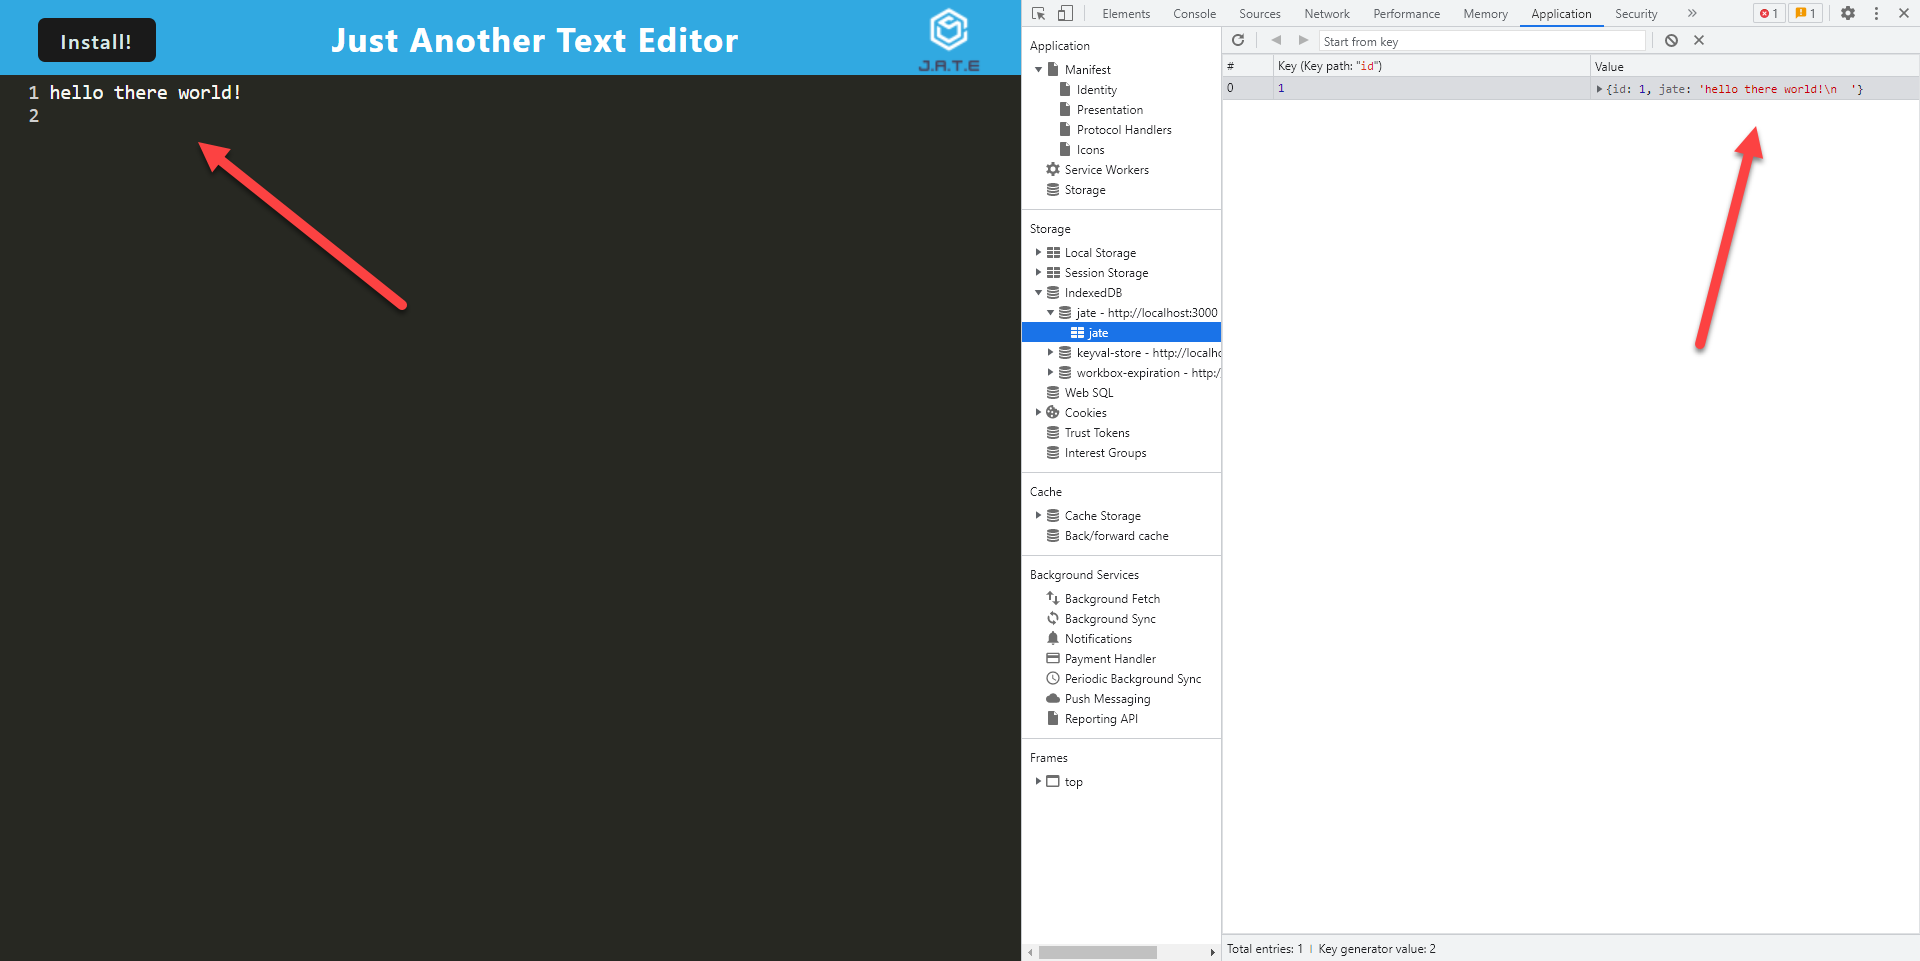 Install!
Just Another Text Editor
J.A.T.E
1 hello there world!
2
Elements Console Sources Network Performance Memory Application Security » 1 1
Application
Manifest
Identity
Presentation
Protocol Handlers
Icons
Service Workers
Storage
Storage
Local Storage
Session Storage
IndexedDB
jate - http://localhost:3000
jate
keyval-store - http://localho
workbox-expiration - http:/
Web SQL
Cookies
Trust Tokens
Interest Groups
Cache
Cache Storage
Back/forward cache
Background Services
Background Fetch
Background Sync
Notifications
Payment Handler
Periodic Background Sync
Push Messaging
Reporting API
Frames
top
Start from key
# Key (Key path: "id") Value
0 1 {id: 1, jate: 'hello there world!\n  '}
Total entries: 1 Key generator value: 2